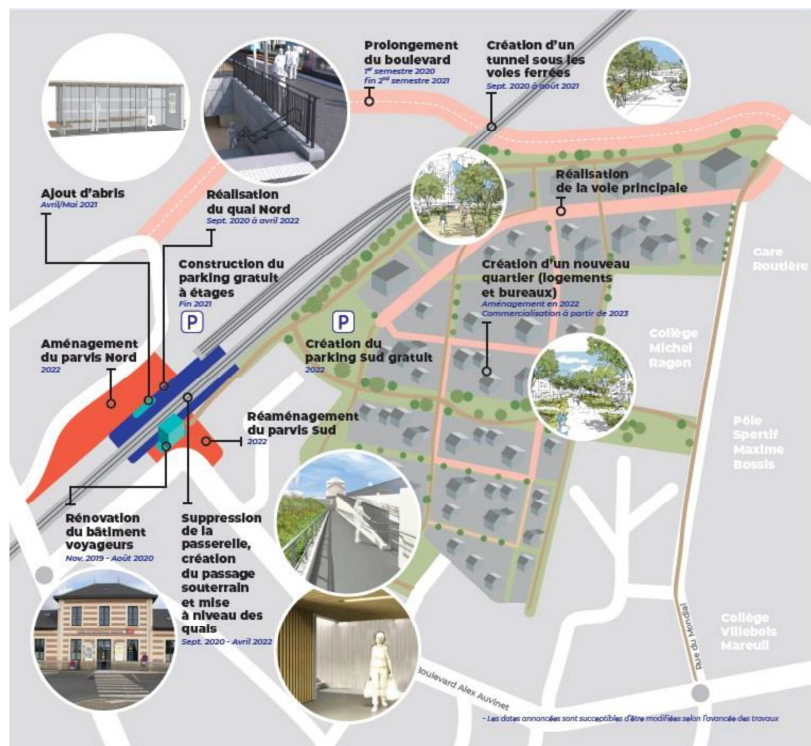 Prolongement
du boulevard
1er semestre 2020
fin 2nd semestre 2021
Création d'un
tunnel sous les
voies ferrées
Sept. 2020 à août 2021
Ajout d'abris
Avril/Mai 2021
Réalisation
du quai Nord
Sept. 2020 à avril 2022
Réalisation
de la voie principale
Gare
Routière
Construction du
parking gratuit
à étages
Fin 2021
P
P
Création du
parking Sud gratuit
2022
Création d'un nouveau
quartier (logements
et bureaux)
Aménagement en 2022
Commercialisation à partir de 2023
Collège
Michel
Ragon
Aménagement
du parvis Nord
2022
Réaménagement
du parvis Sud
2022
Pôle
Sportif
Maxime
Bossis
Rénovation
du bâtiment
voyageurs
Nov. 2019 - Août 2020
Suppression
de la
passerelle,
création
du passage
souterrain
et mise
à niveau des
quais
Sept. 2020 - Avril 2022
Collège
Villebois
Mareuil
Rue du Mondial
Boulevard Alex Auvinet
- Les dates annoncées sont succeptibles d'être modifiées selon l'avancée des travaux